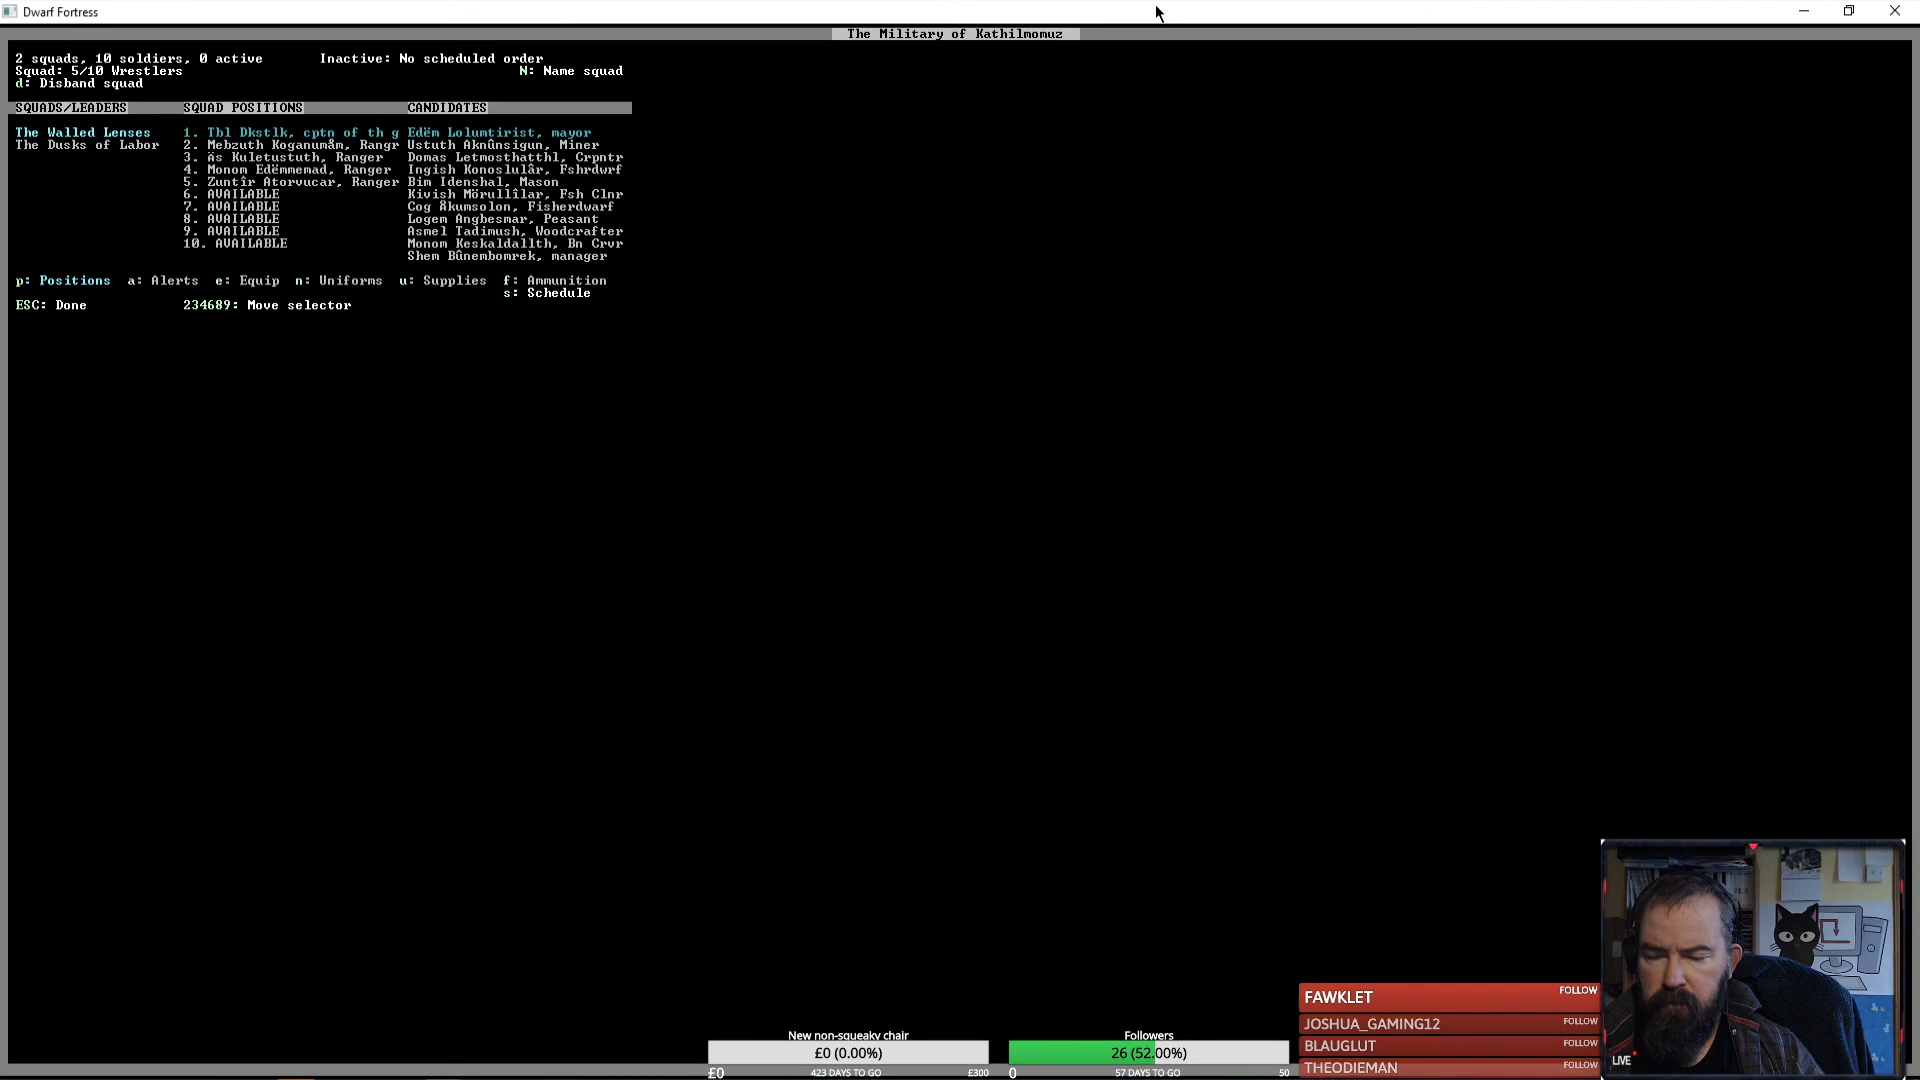 Dwarf Fortress
The Military of Kathilmomuz
2 squads, 10 soldiers, 0 active Inactive: No scheduled order
Squad: 5/10 Wrestlers N: Name squad
d: Disband squad
SQUADS/LEADERS SQUAD POSITIONS CANDIDATES
The Walled Lenses 1. Tbl Dkstlk, cptn of th g Edëm Lolumtirist, mayor
The Dusks of Labor 2. Mebzuth Koganumåm, Rangr Ustuth Aknûnsigun, Miner
3. Äs Kuletustuth, Ranger Domas Letmosthatthl, Crpntr
4. Monom Edëmmemad, Ranger Ingish Konoslulâr, Fshrdwrf
5. Zuntîr Atorvucar, Ranger Bim Idenshal, Mason
6. AVAILABLE Kivish Mörullîlar, Fsh Clnr
7. AVAILABLE Cog Åkumsolon, Fisherdwarf
8. AVAILABLE Logem Angbesmar, Peasant
9. AVAILABLE Asmel Tadimush, Woodcrafter
10. AVAILABLE Monom Keskaldallth, Bn Crvr
Shem Bûnembomrek, manager
p: Positions a: Alerts e: Equip n: Uniforms u: Supplies f: Ammunition
s: Schedule
ESC: Done 234689: Move selector
New non-squeaky chair
£0 (0.00%)
£0 423 DAYS TO GO £300
Followers
26 (52.00%)
0 57 DAYS TO GO 50
FAWKLET FOLLOW
JOSHUA_GAMING12 FOLLOW
BLAUGLUT FOLLOW
THEODIEMAN FOLLOW
LIVE